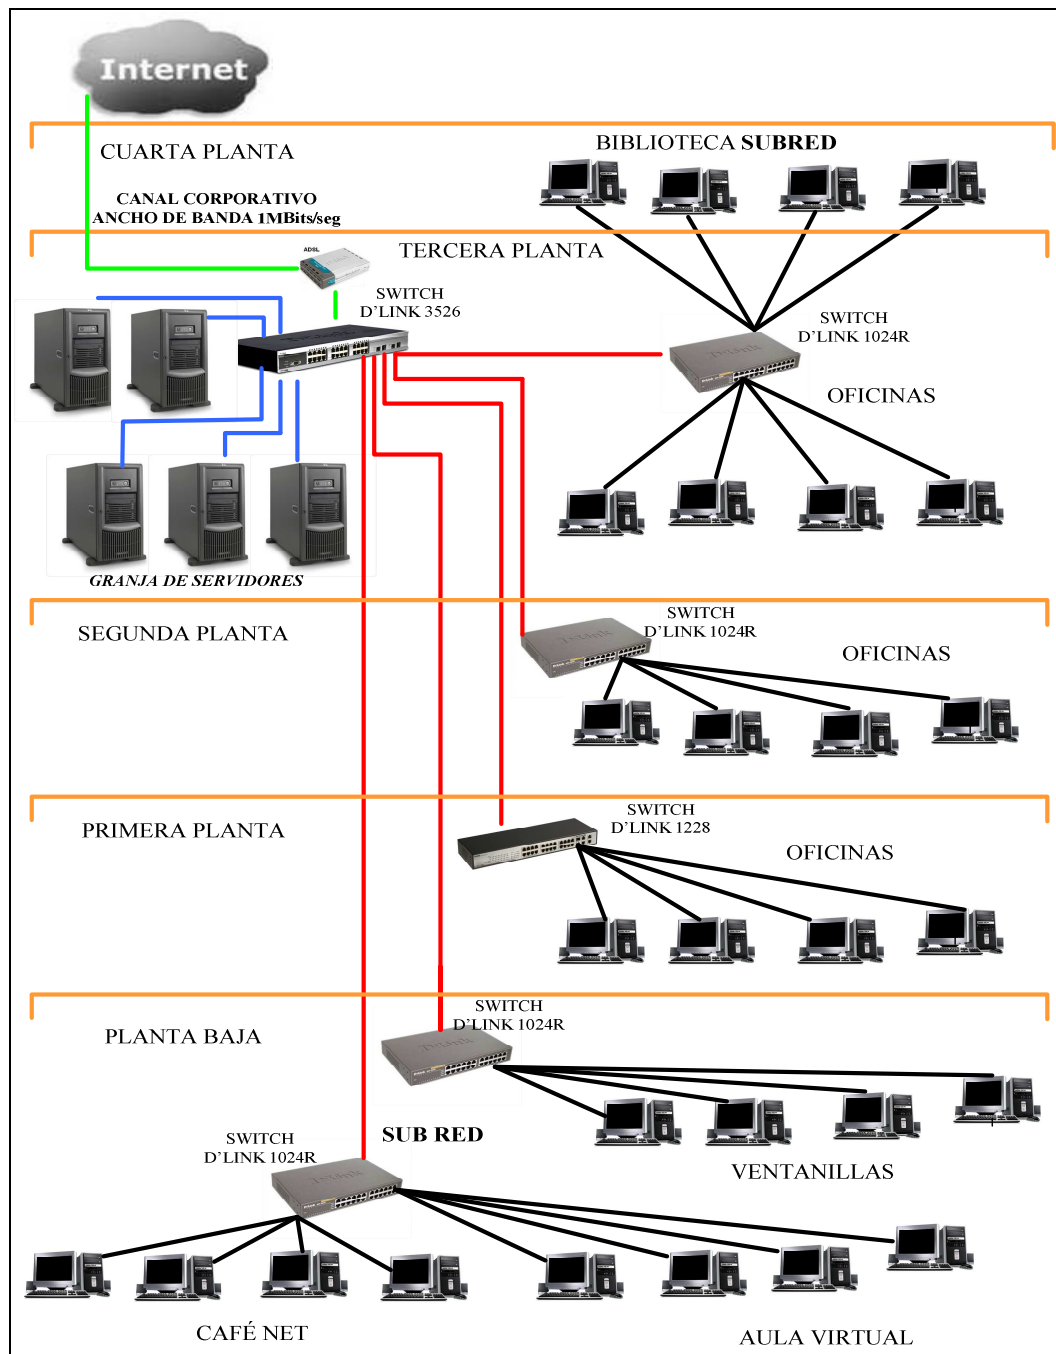 Internet
CUARTA PLANTA
BIBLIOTECA SUBRED
CANAL CORPORATIVO
ANCHO DE BANDA 1MBits/seg
TERCERA PLANTA
ADSL
SWITCH
D'LINK 3526
SWITCH
D'LINK 1024R
OFICINAS
GRANJA DE SERVIDORES
SEGUNDA PLANTA
SWITCH
D'LINK 1024R
OFICINAS
PRIMERA PLANTA
SWITCH
D'LINK 1228
OFICINAS
PLANTA BAJA
SWITCH
D'LINK 1024R
SUB RED
SWITCH
D'LINK 1024R
VENTANILLAS
CAFÉ NET
AULA VIRTUAL